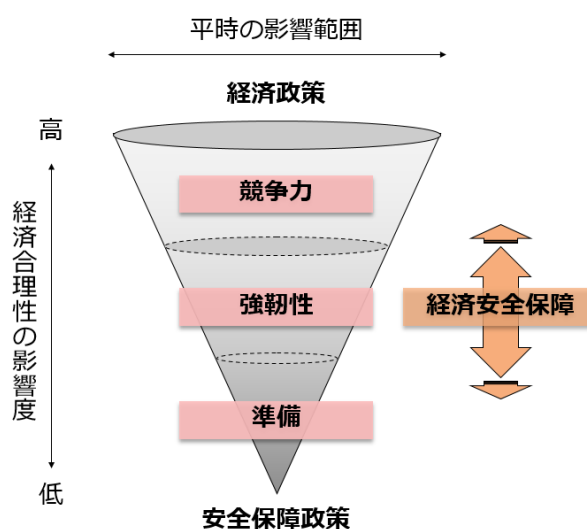 平時の影響範囲
経済政策
高
競争力
経済合理性の影響度
強靭性
経済安全保障
準備
低
安全保障政策